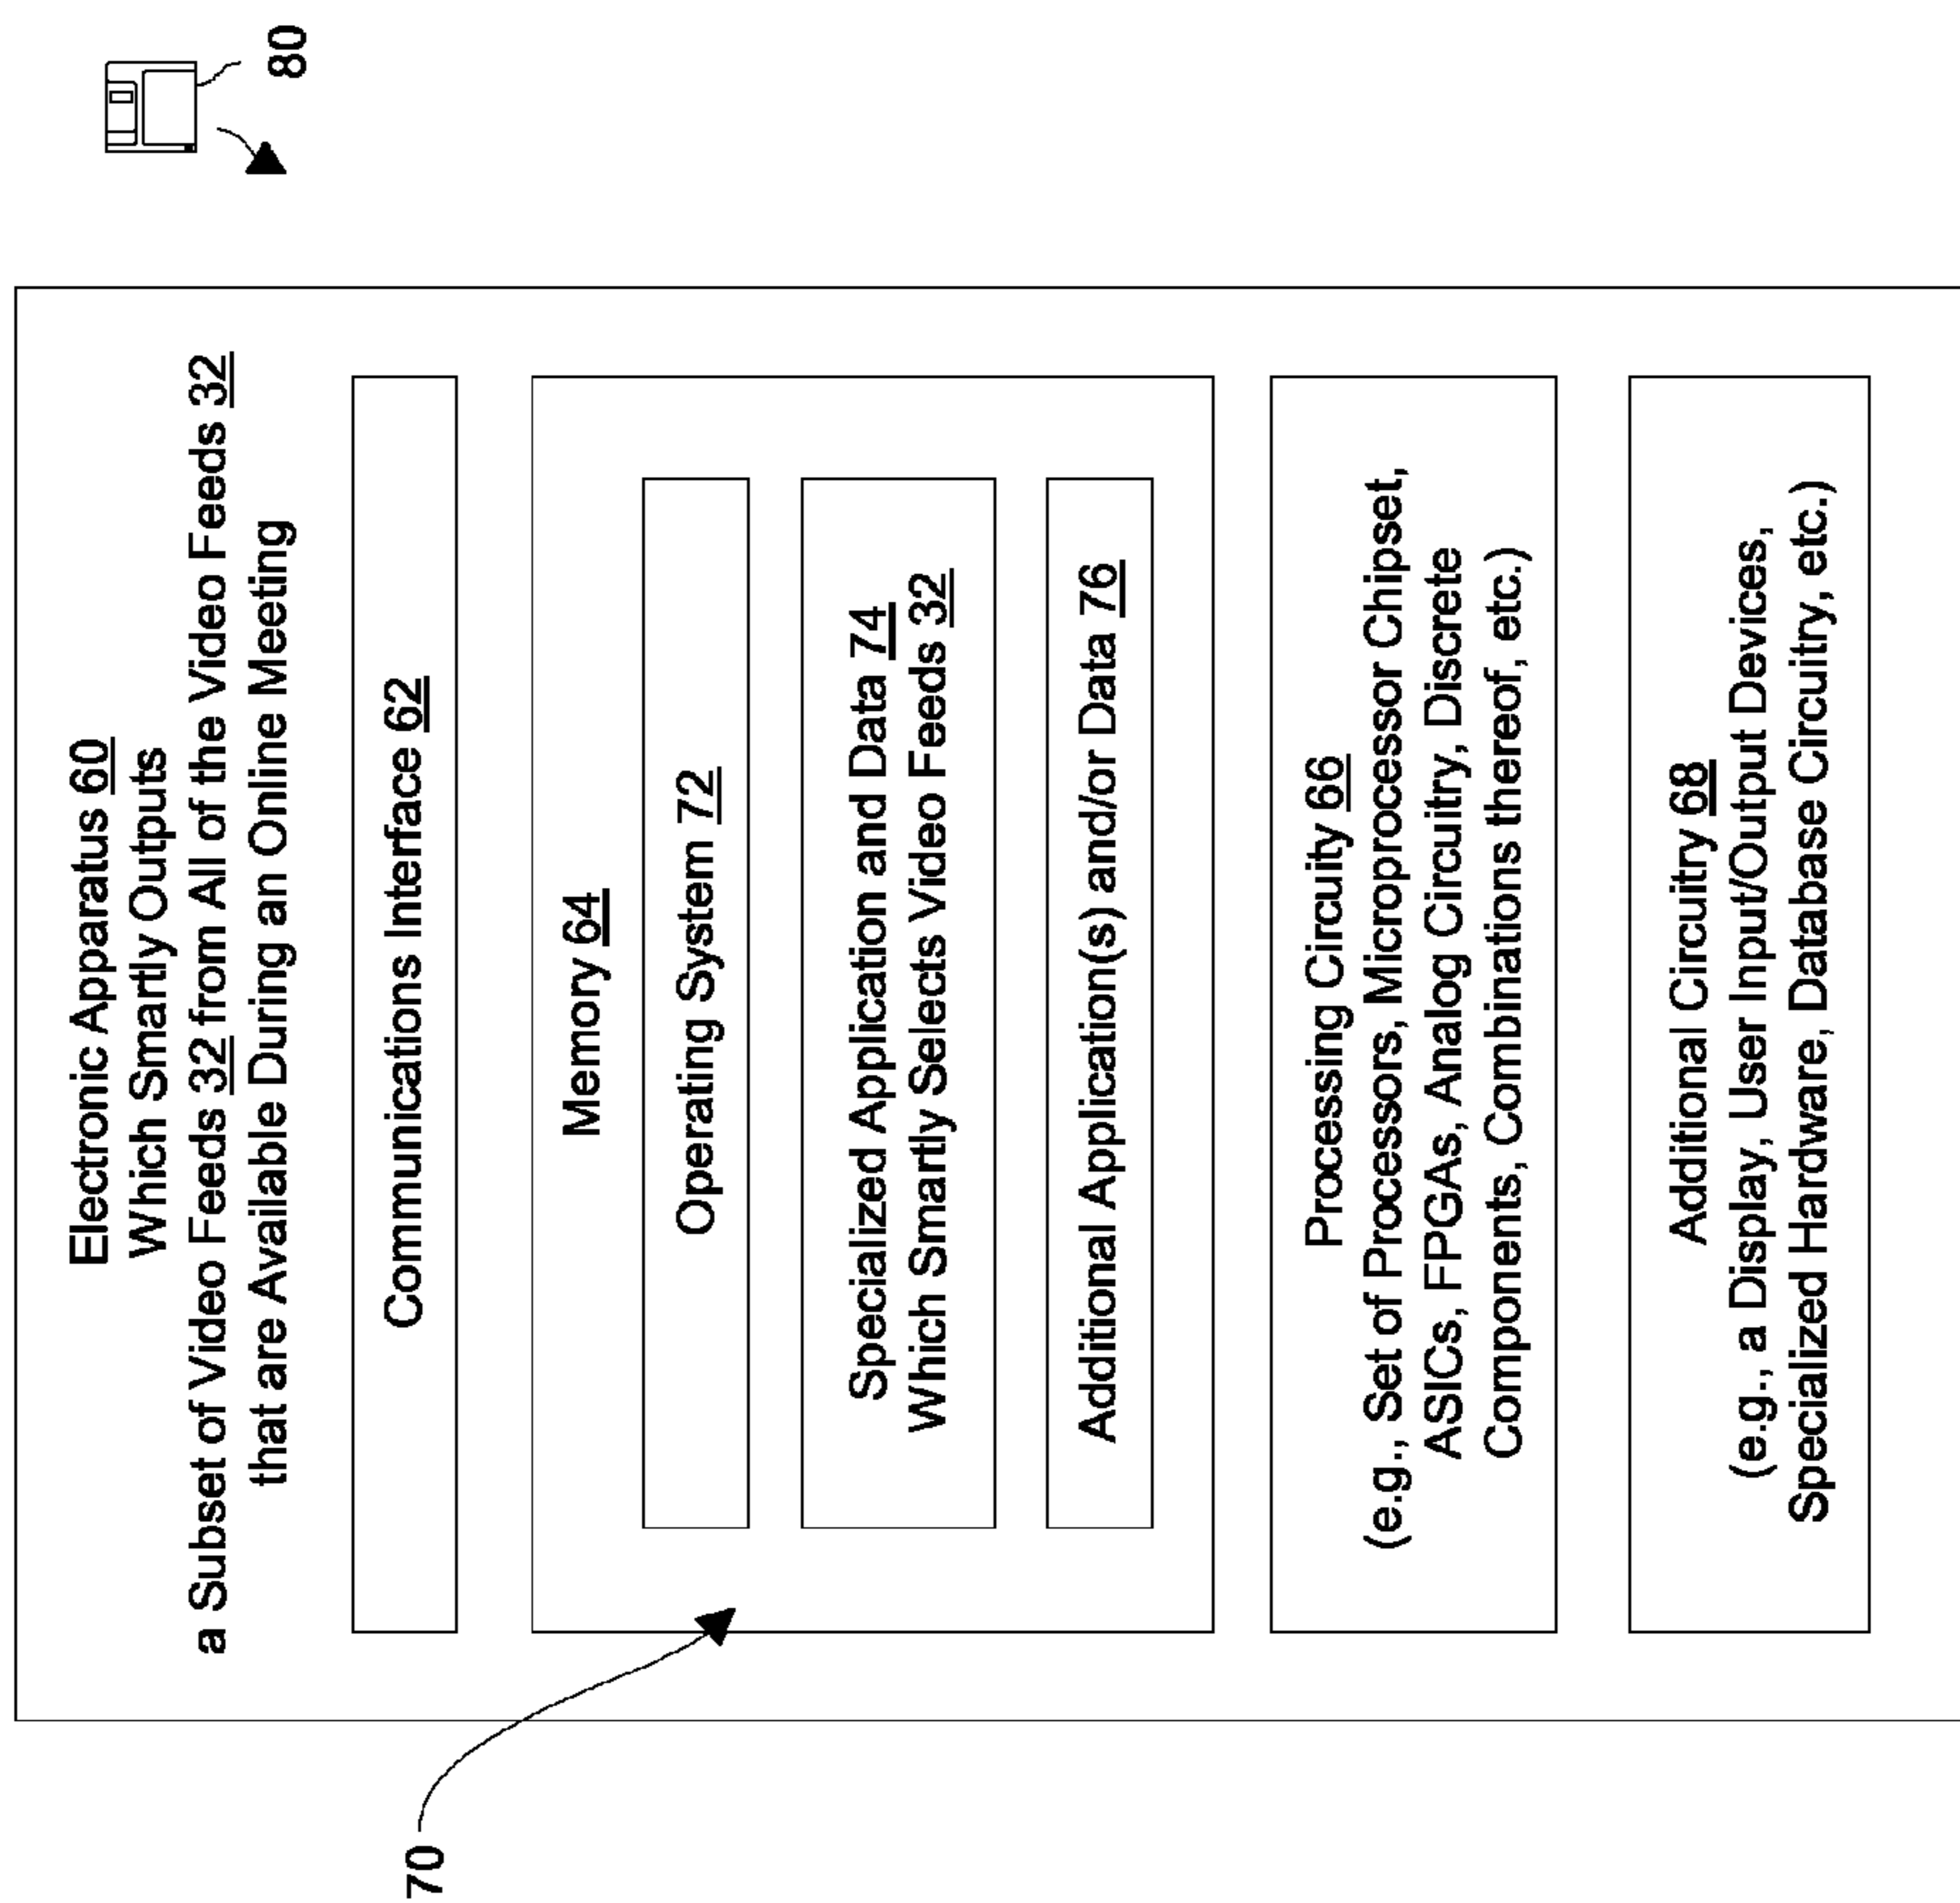 80
Electronic Apparatus 60
Which Smartly Outputs
a Subset of Video Feeds 32 from All of the Video Feeds 32
that are Available During an Online Meeting
Communications Interface 62
70
Memory 64
Operating System 72
Specialized Application and Data 74
Which Smartly Selects Video Feeds 32
Additional Application(s) and/or Data 76
Processing Circuity 66
(e.g., Set of Processors, Microprocessor Chipset,
ASICs, FPGAs, Analog Circuitry, Discrete
Components, Combinations thereof, etc.)
Additional Circuitry 68
(e.g., a Display, User Input/Output Devices,
Specialized Hardware, Database Circuitry, etc.)